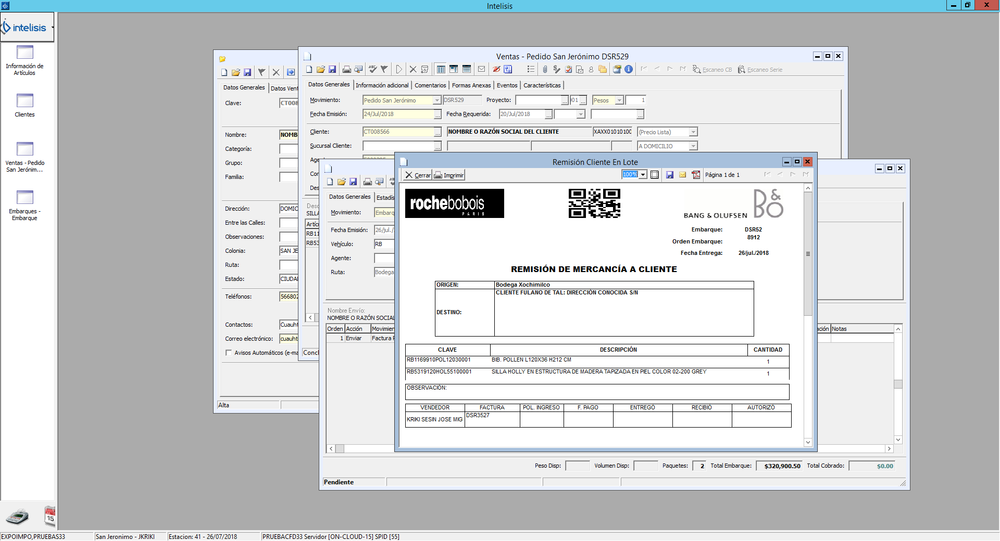 Intelisis
intelisis
Información de
Artículos
Clientes
Ventas - Pedido
San Jerónim...
Embarques -
Embarque
Datos Generales
Datos Vent
Clave:
CT008
Nombre:
NOMB
Categoría:
Grupo:
Familia:
Dirección:
DOMIC
Entre las Calles:
Observaciones:
Colonia:
SAN JE
Ruta:
Estado:
CIUDAD
Teléfonos:
566802
Contactos:
Cuauht
Correo electrónico:
cuauht
Avisos Automáticos (e-ma
Alta
Ventas - Pedido San Jerónimo DSR529
Escaneo CB
Escaneo Serie
Datos Generales
Información adicional
Comentarios
Formas Anexas
Eventos
Características
Movimiento:
Pedido San Jerónimo
DSR529
Proyecto:
Pesos
1
Fecha Emisión:
24/Jul/2018
Fecha Requerida:
20/Jul/2018
Cliente:
CT008566
NOMBRE O RAZÓN SOCIAL DEL CLIENTE
XAXX01010100
(Precio Lista)
Sucursal Cliente:
A DOMICILIO
Con
Des
Desc
SILLA
Artíc
RB11
RB53
Concl
Datos Generales
Estadís
Movimiento:
Embarq
Fecha Emisión:
26/jul./
Vehículo:
RB
Agente:
Ruta:
Bodega
Nombre Envío:
NOMBRE O RAZÓN SOCIAL
Orden
Acción
Movimien
ación
Notas
1
Enviar
Factura
Peso Disp:
Volumen Disp:
Paquetes:
2
Total Embarque:
$320,900.50
Total Cobrado:
$0.00
Pendiente
Remisión Cliente En Lote
Cerrar
Imprimir
100%
Página 1 de 1
rochebobois
PARIS
BANG & OLUFSEN
B&O
Embarque:
DSR52
8912
Orden Embarque:
Fecha Entrega:
26/jul./2018
REMISIÓN DE MERCANCÍA A CLIENTE
ORIGEN:
Bodega Xochimilco
CLIENTE FULANO DE TAL: DIRECCIÓN CONOCIDA S/N
DESTINO:
CLAVE
DESCRIPCIÓN
CANTIDAD
RB1169910POL12030001
BIB. POLLEN L120X36 H212 CM
1
RB5319120HOL55100001
SILLA HOLLY EN ESTRUCTURA DE MADERA TAPIZADA EN PIEL COLOR 02-200 GREY
1
OBSERVACIÓN:
VENDEDOR
FACTURA
POL. INGRESO
F. PAGO
ENTREGÓ
RECIBIÓ
AUTORIZÓ
KRIKI SESIN JOSE MIG
DSR3527
15
EXPOIMPO,PRUEBAS33
San Jeronimo - JKRIKI
Estacion: 41 - 26/07/2018
PRUEBACFD33 Servidor [ON-CLOUD-15] SPID [55]